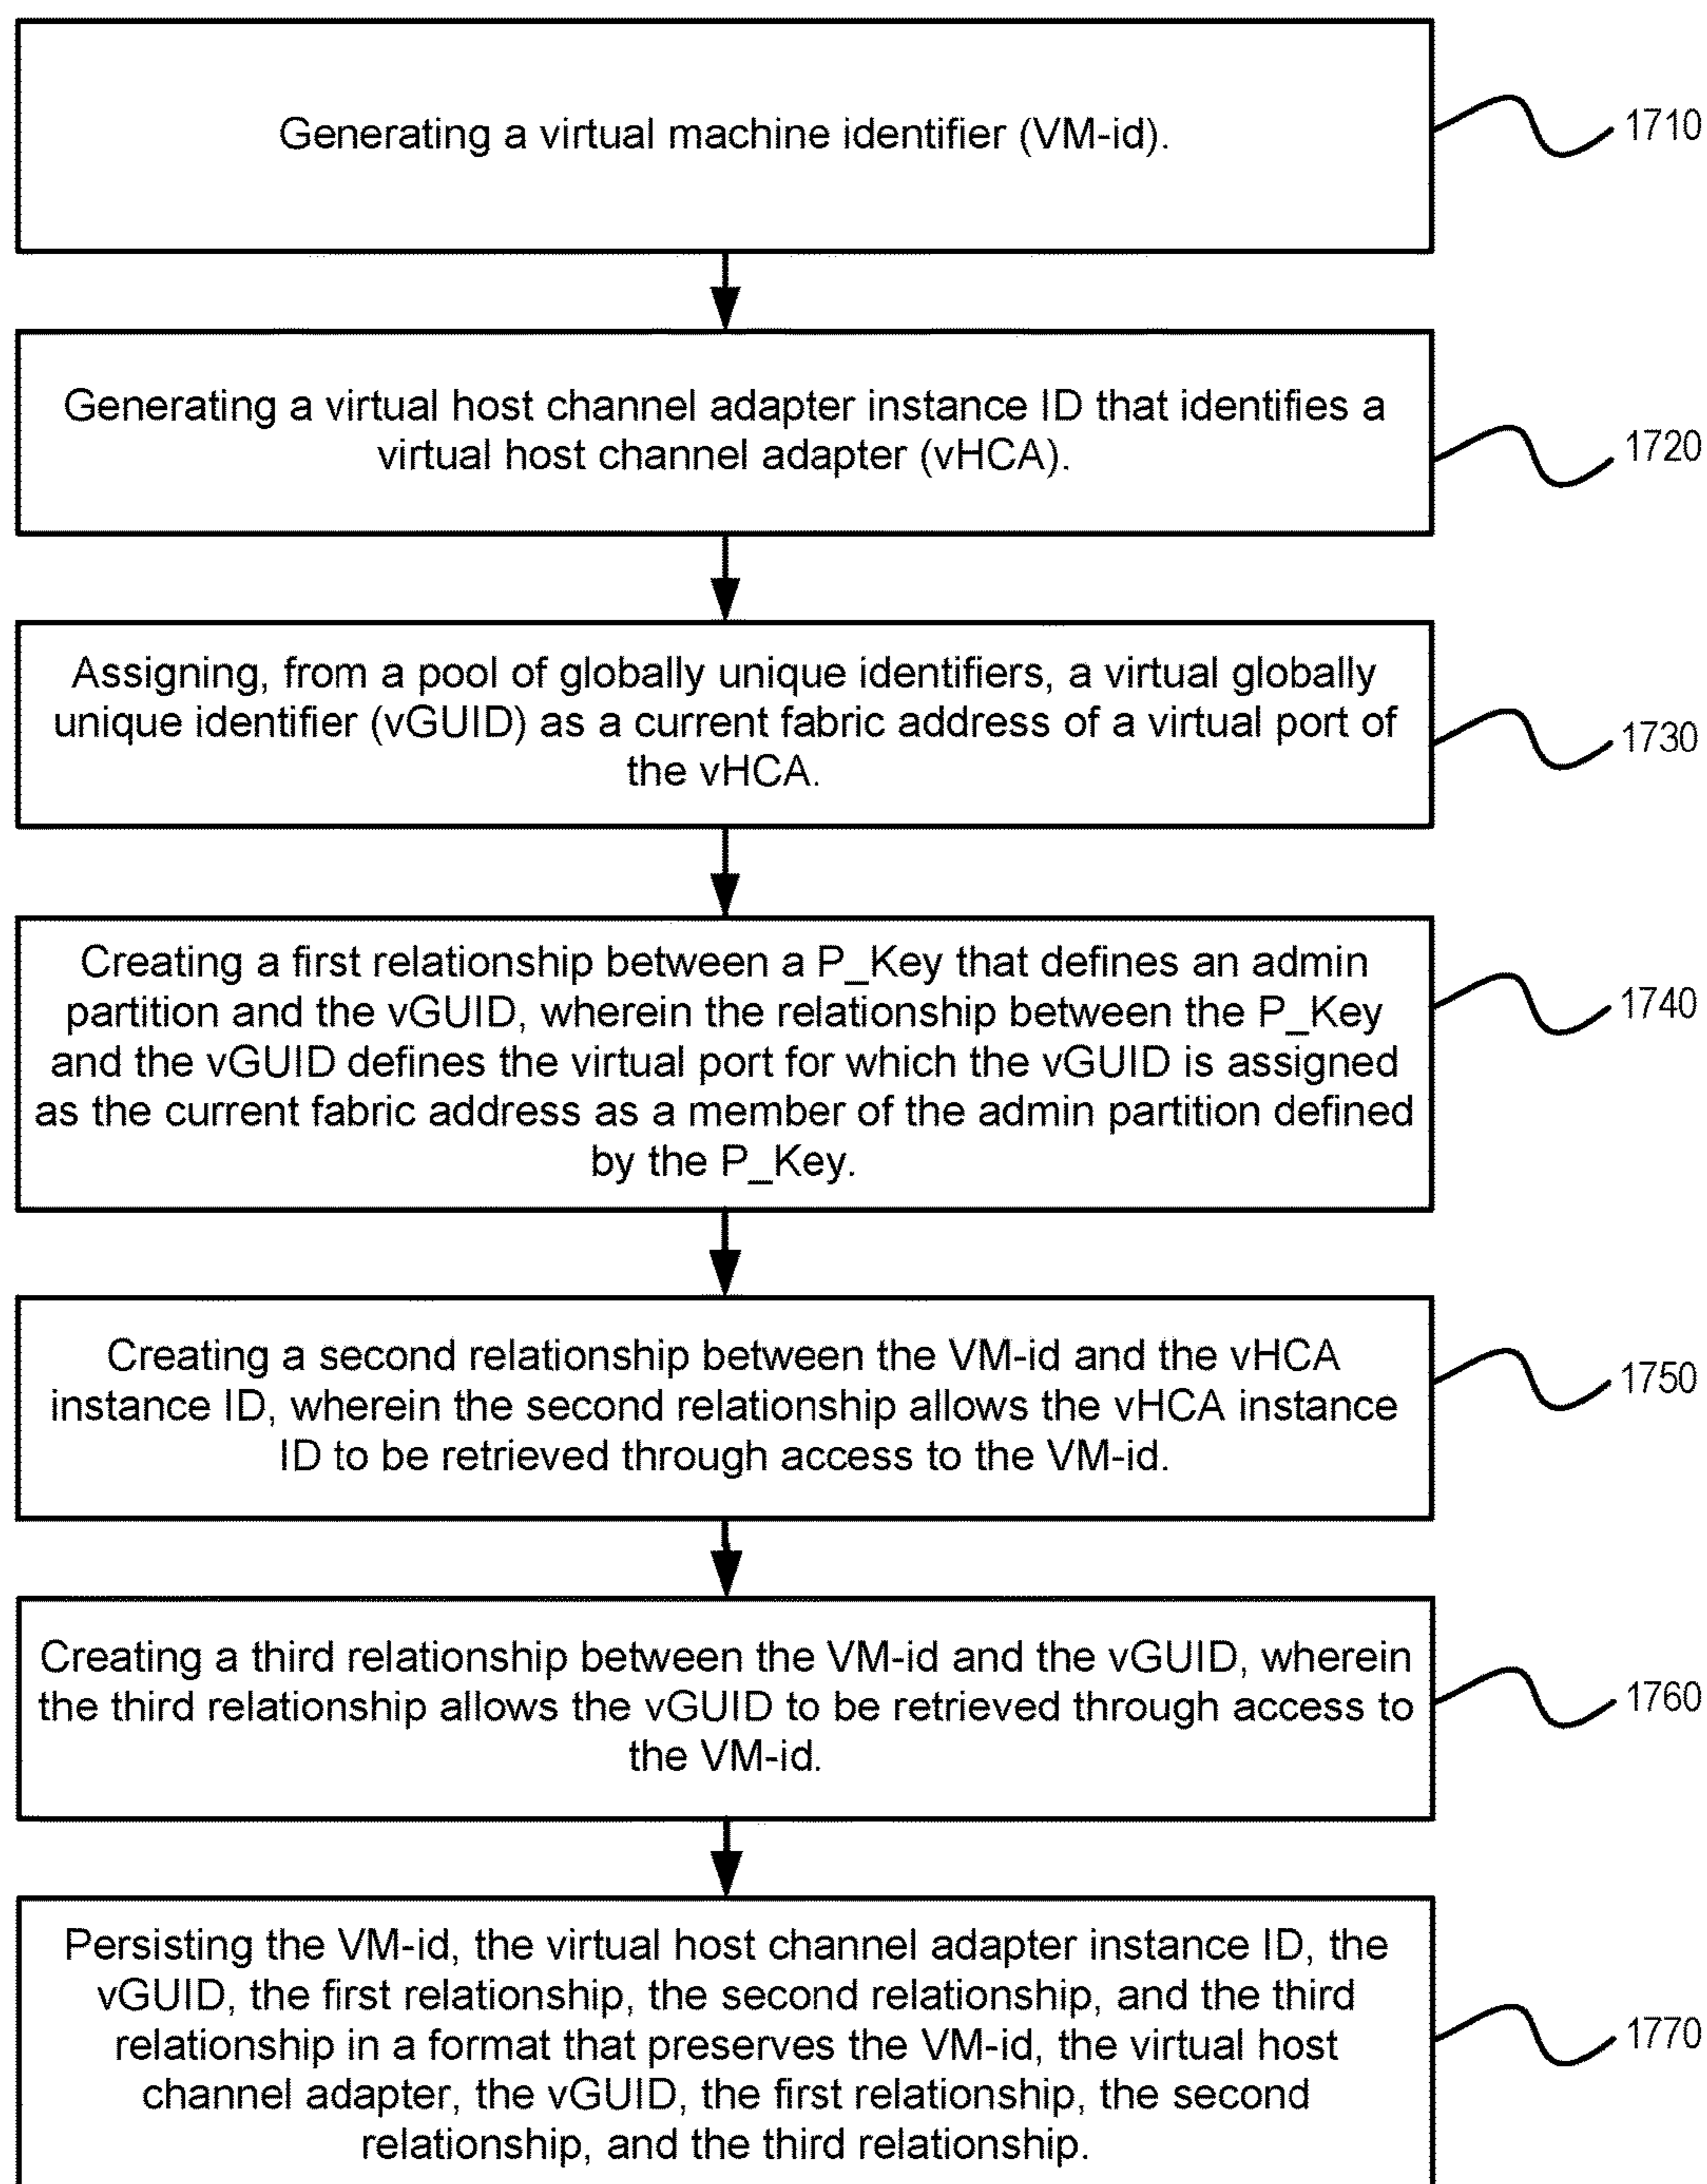 Generating a virtual machine identifier (VM-id).
1710
Generating a virtual host channel adapter instance ID that identifies a
virtual host channel adapter (vHCA).
1720
Assigning, from a pool of globally unique identifiers, a virtual globally
unique identifier (vGUID) as a current fabric address of a virtual port of
the vHCA.
1730
Creating a first relationship between a P_Key that defines an admin
partition and the vGUID, wherein the relationship between the P_Key
and the vGUID defines the virtual port for which the vGUID is assigned
as the current fabric address as a member of the admin partition defined
by the P_Key.
1740
Creating a second relationship between the VM-id and the vHCA
instance ID, wherein the second relationship allows the vHCA instance
ID to be retrieved through access to the VM-id.
1750
Creating a third relationship between the VM-id and the vGUID, wherein
the third relationship allows the vGUID to be retrieved through access to
the VM-id.
1760
Persisting the VM-id, the virtual host channel adapter instance ID, the
vGUID, the first relationship, the second relationship, and the third
relationship in a format that preserves the VM-id, the virtual host
channel adapter, the vGUID, the first relationship, the second
relationship, and the third relationship.
1770